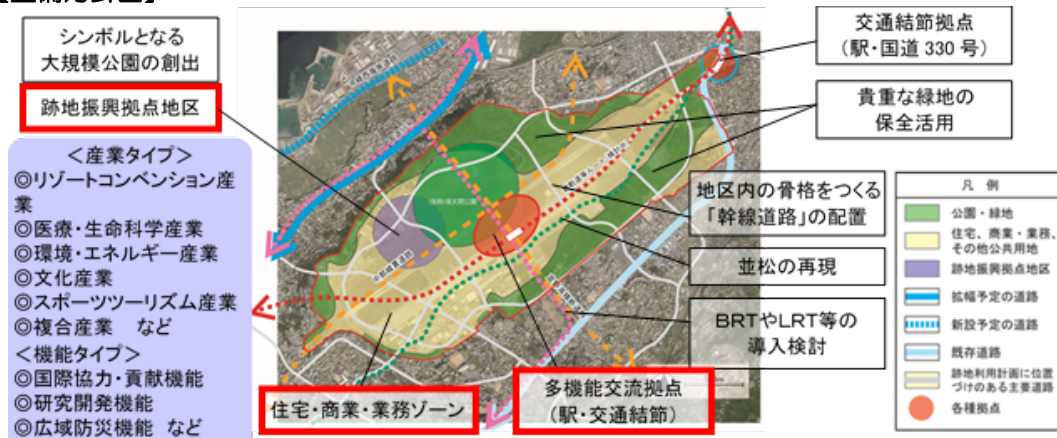 シンボルとなる
大規模公園の創出
跡地振興拠点地区
＜産業タイプ＞
◎リゾートコンベンション産
業
◎医療・生命科学産業
◎環境・エネルギー産業
◎文化産業
◎スポーツツーリズム産業
◎複合産業　など
＜機能タイプ＞
◎国際協力・貢献機能
◎研究開発機能
◎広域防災機能 など
住宅・商業・業務ゾーン
多機能交流拠点
（駅・交通結節）
交通結節拠点
（駅・国道 330 号）
貴重な緑地の
保全活用
地区内の骨格をつくる
「幹線道路」の配置
並松の再現
BRTやLRT等の
導入検討
凡 例
公園・緑地
住宅、商業・業務、
その他公共用地
跡地振興拠点地区
拡幅予定の道路
新設予定の道路
既存道路
跡地利用計画に位置
づけのある主要道路
各種拠点